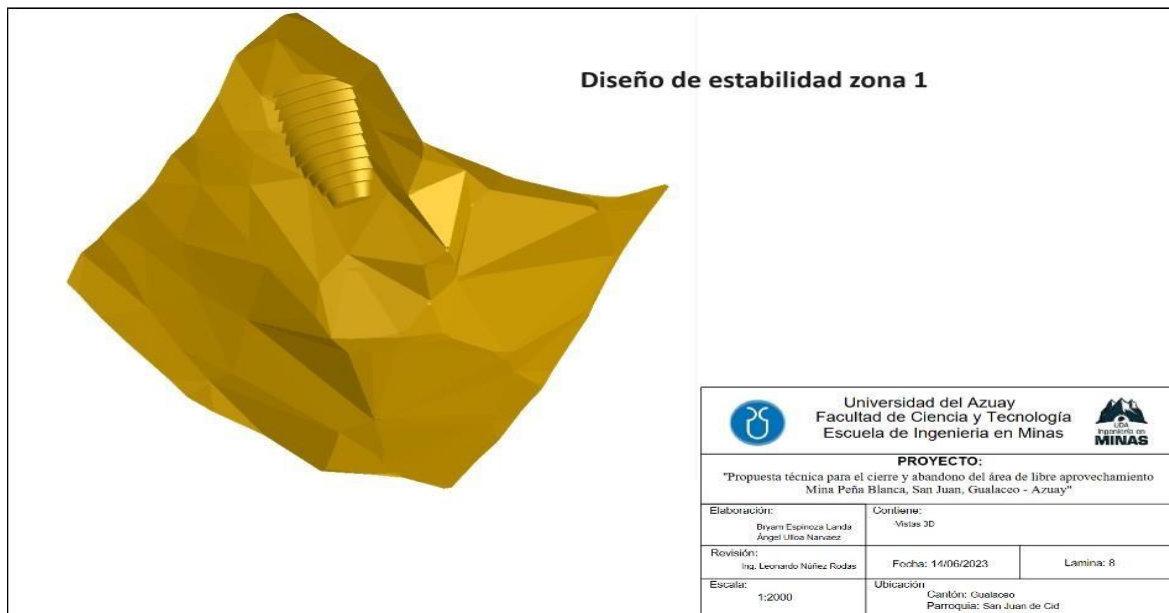 Diseño de estabilidad zona 1
Universidad del Azuay
Facultad de Ciencia y Tecnología
Escuela de Ingenieria en Minas
UDA
Ingeniería en
MINAS
PROYECTO:
"Propuesta técnica para el cierre y abandono del área de libre aprovechamiento
Mina Peña Blanca, San Juan, Gualaceo - Azuay"
Elaboración:
Bryam Espinoza Landa
Ángel Ulloa Narvaez
Contiene:
Vistas 3D
Revisión:
Ing. Leonardo Núñez Rodas
Fecha: 14/06/2023
Lamina: 8
Escala:
1:2000
Ubicación
Cantón: Gualaceo
Parroquia: San Juan de Cid